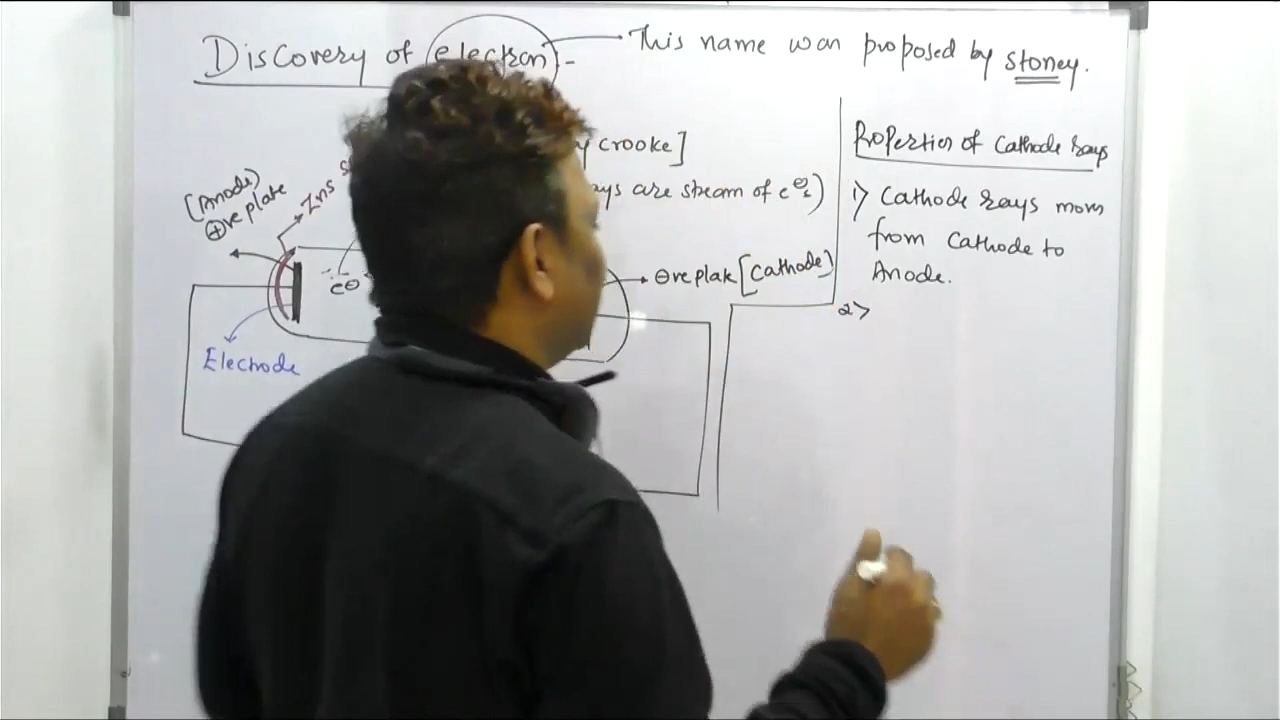 Discovery of electron :- This name was proposed by stoney.
crooke]
are stream of e⊖s)
[Anode)
⊕ve plate
Zns
e⊖
⊖ve plate [Cathode)
Electrode
Properties of Cathode rays
1) Cathode rays move
from Cathode to
Anode.
2>